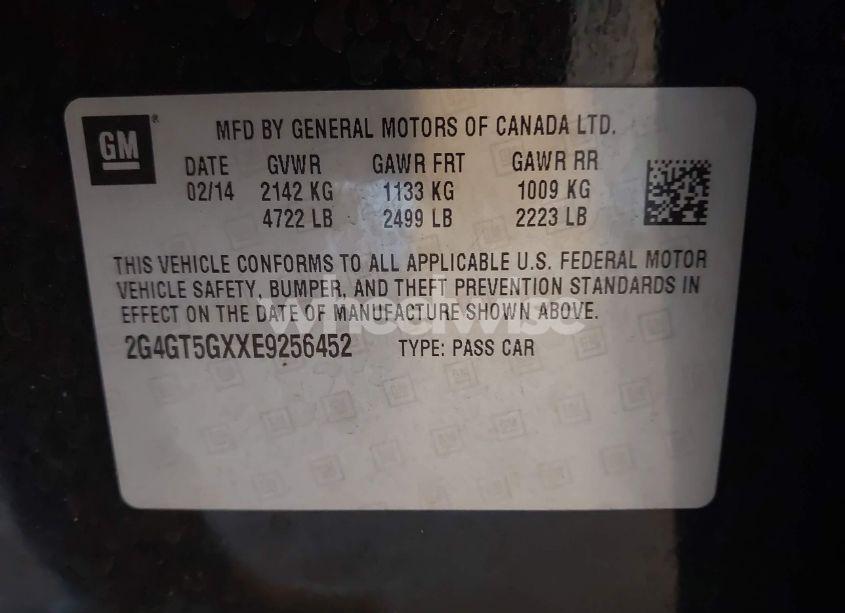 GM®
MFD BY GENERAL MOTORS OF CANADA LTD.
DATE GVWR GAWR FRT GAWR RR
02/14 2142 KG 1133 KG 1009 KG
4722 LB 2499 LB 2223 LB
THIS VEHICLE CONFORMS TO ALL APPLICABLE U.S. FEDERAL MOTOR
VEHICLE SAFETY, BUMPER, AND THEFT PREVENTION STANDARDS IN
EFFECT ON THE DATE OF MANUFACTURE SHOWN ABOVE.
wheelwise
2G4GT5GXXE9256452 TYPE: PASS CAR